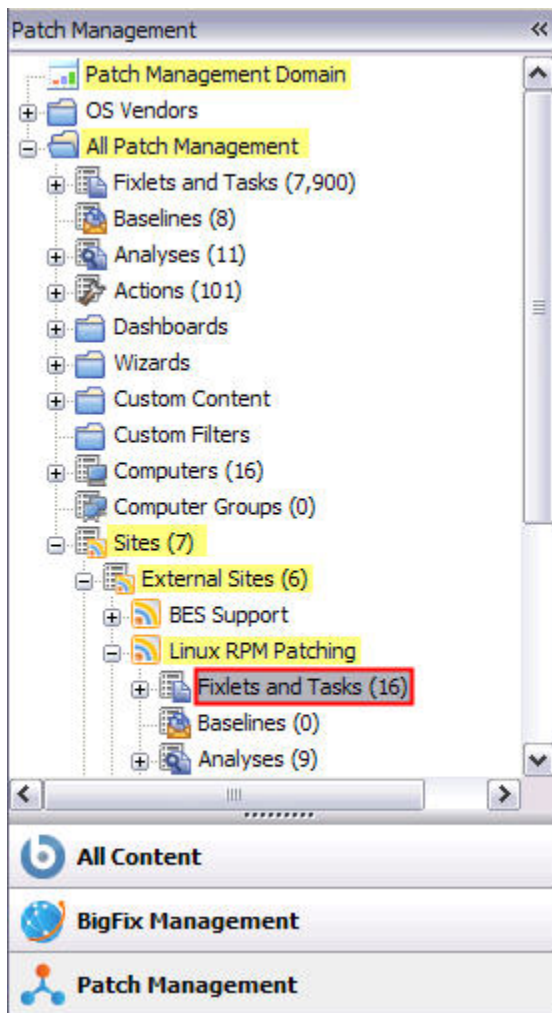 Patch Management
Patch Management Domain
OS Vendors
All Patch Management
Fixlets and Tasks (7,900)
Baselines (8)
Analyses (11)
Actions (101)
Dashboards
Wizards
Custom Content
Custom Filters
Computers (16)
Computer Groups (0)
Sites (7)
External Sites (6)
BES Support
Linux RPM Patching
Fixlets and Tasks (16)
Baselines (0)
Analyses (9)
All Content
BigFix Management
Patch Management